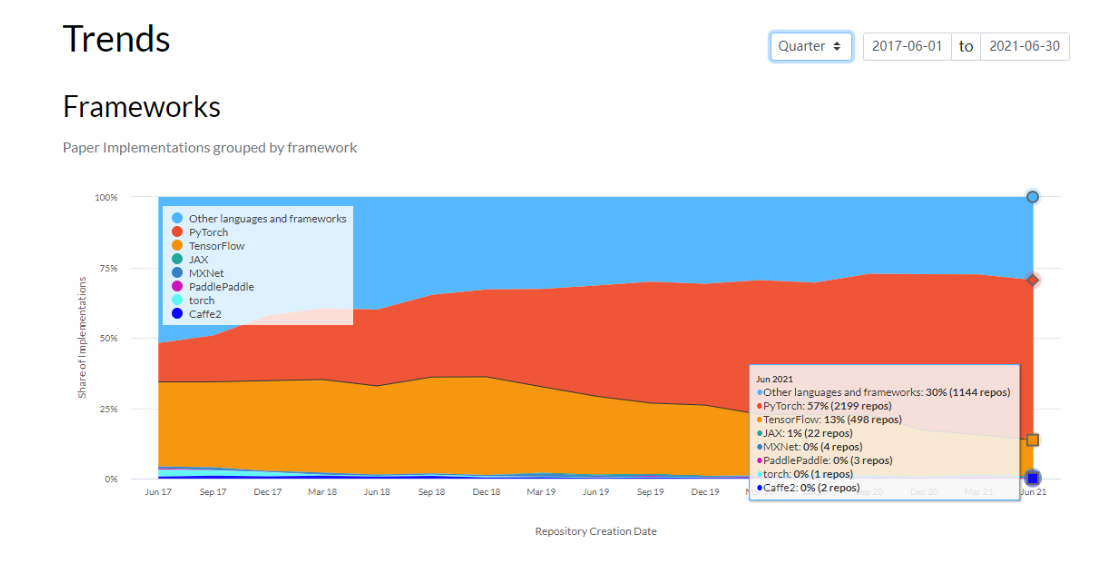 Trends
Quarter
2017-06-01 to 2021-06-30
Frameworks
Paper Implementations grouped by framework
100%
75%
50%
25%
0%
Share of Implementations
Other languages and frameworks
PyTorch
TensorFlow
JAX
MXNet
PaddlePaddle
torch
Caffe2
Jun 2021
Other languages and frameworks: 30% (1144 repos)
PyTorch: 57% (2199 repos)
TensorFlow: 13% (498 repos)
JAX: 1% (22 repos)
MXNet: 0% (4 repos)
PaddlePaddle: 0% (3 repos)
torch: 0% (1 repos)
Caffe2: 0% (2 repos)
Jun 17 Sep 17 Dec 17 Mar 18 Jun 18 Sep 18 Dec 18 Mar 19 Jun 19 Sep 19 Dec 19 Dec 20 Mar 21 Jun 21
Repository Creation Date